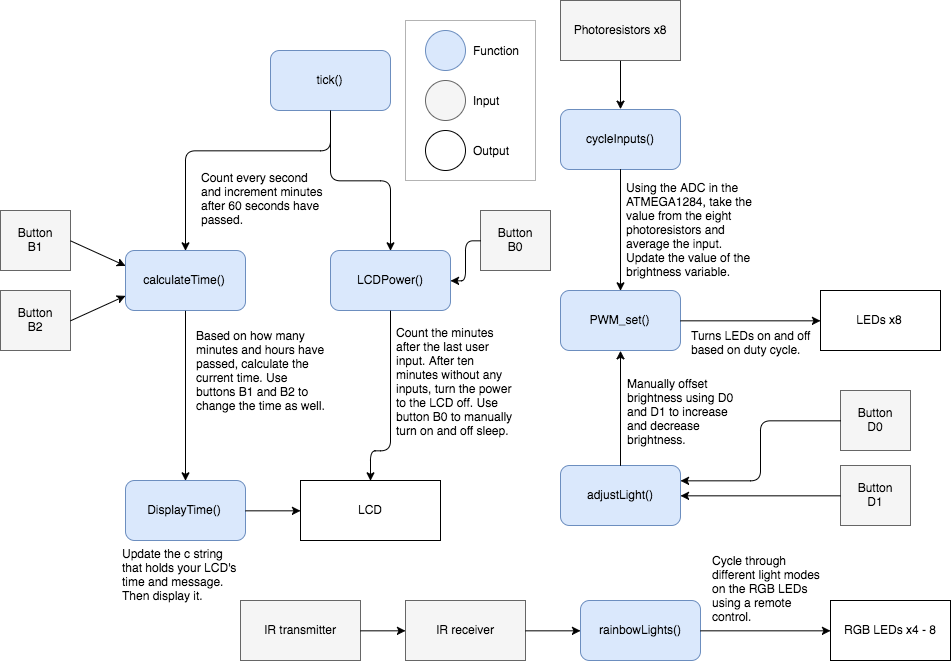 Photoresistors x8
tick()
Function
Input
Output
cycleInputs()
Count every second
and increment minutes
after 60 seconds have
passed.
Using the ADC in the
ATMEGA1284, take the
value from the eight
photoresistors and
average the input.
Update the value of the
brightness variable.
Button
B1
Button
B0
calculateTime()
LCDPower()
Button
B2
PWM_set()
LEDs x8
Based on how many
minutes and hours have
passed, calculate the
current time. Use
buttons B1 and B2 to
change the time as well.
Count the minutes
after the last user
input. After ten
minutes without any
inputs, turn the power
to the LCD off. Use
button B0 to manually
turn on and off sleep.
Turns LEDs on and off
based on duty cycle.
Manually offset
brightness using D0
and D1 to increase
and decrease
brightness.
Button
D0
adjustLight()
Button
D1
DisplayTime()
LCD
Update the c string
that holds your LCD's
time and message.
Then display it.
Cycle through
different light modes
on the RGB LEDs
using a remote
control.
IR transmitter
IR receiver
rainbowLights()
RGB LEDs x4 - 8